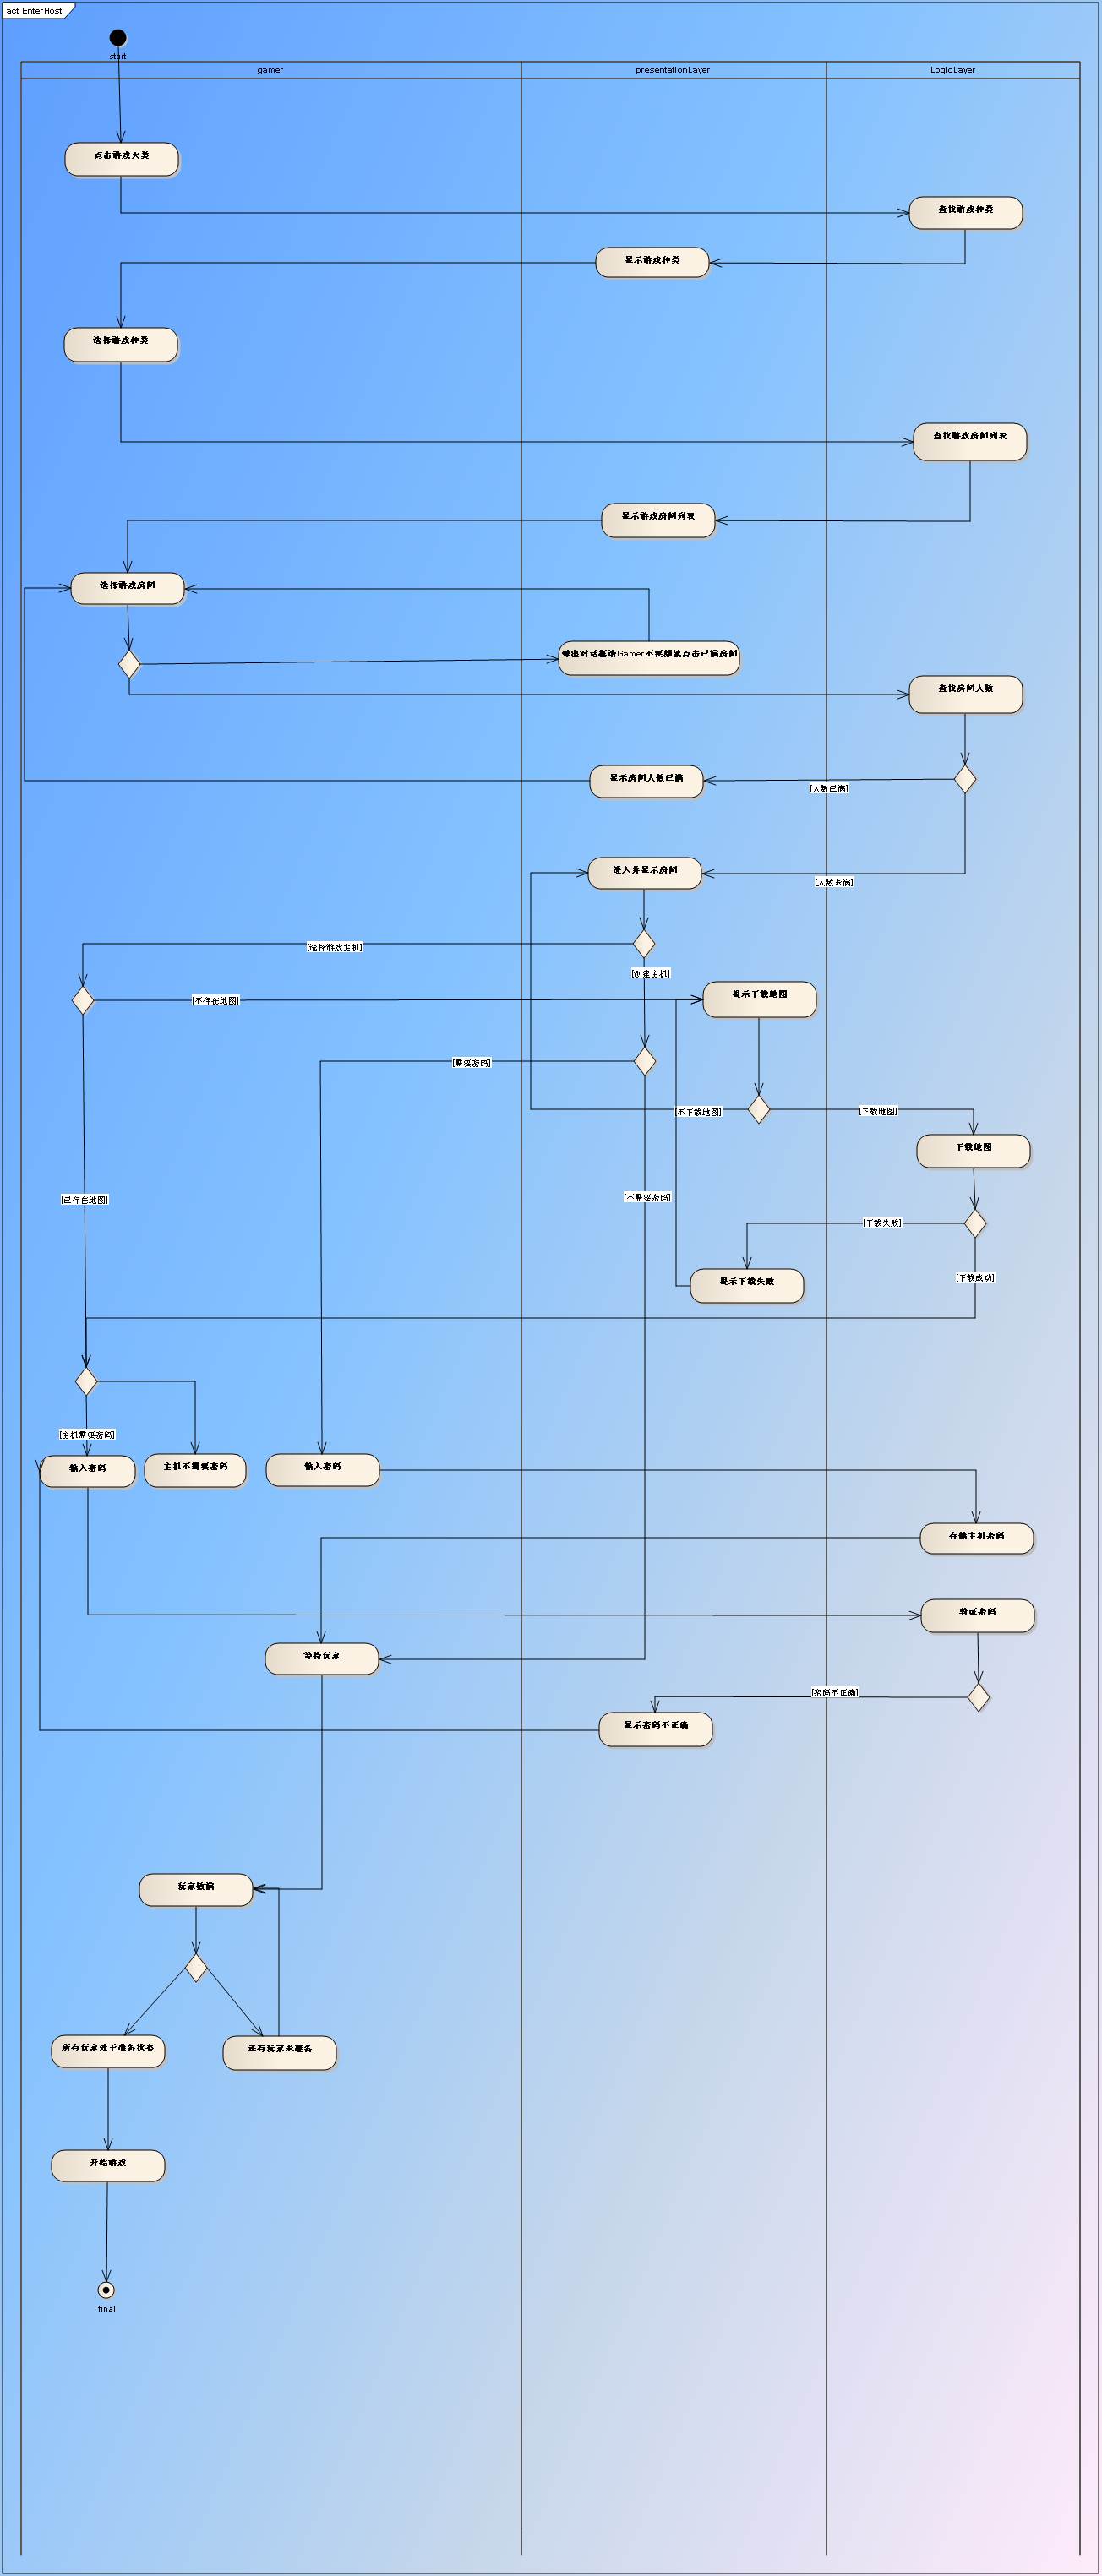 act EnterHost
start
gamer
presentationLayer
LogicLayer
点击游戏大类
查找游戏种类
显示游戏种类
选择游戏种类
查找游戏房间列表
显示游戏房间列表
选择游戏房间
弹出对话框请Gamer不要频繁点击已满房间
查找房间人数
显示房间人数已满
[人数已满]
进入并显示房间
[人数未满]
[选择游戏主机]
[创建主机]
提示下载地图
[不存在地图]
[需要密码]
[不下载地图]
[下载地图]
下载地图
[已存在地图]
[不需要密码]
[下载失败]
提示下载失败
[下载成功]
[主机需要密码]
输入密码
主机不需要密码
输入密码
存储主机密码
验证密码
等待玩家
[密码不正确]
显示密码不正确
玩家数满
所有玩家处于准备状态
还有玩家未准备
开始游戏
final